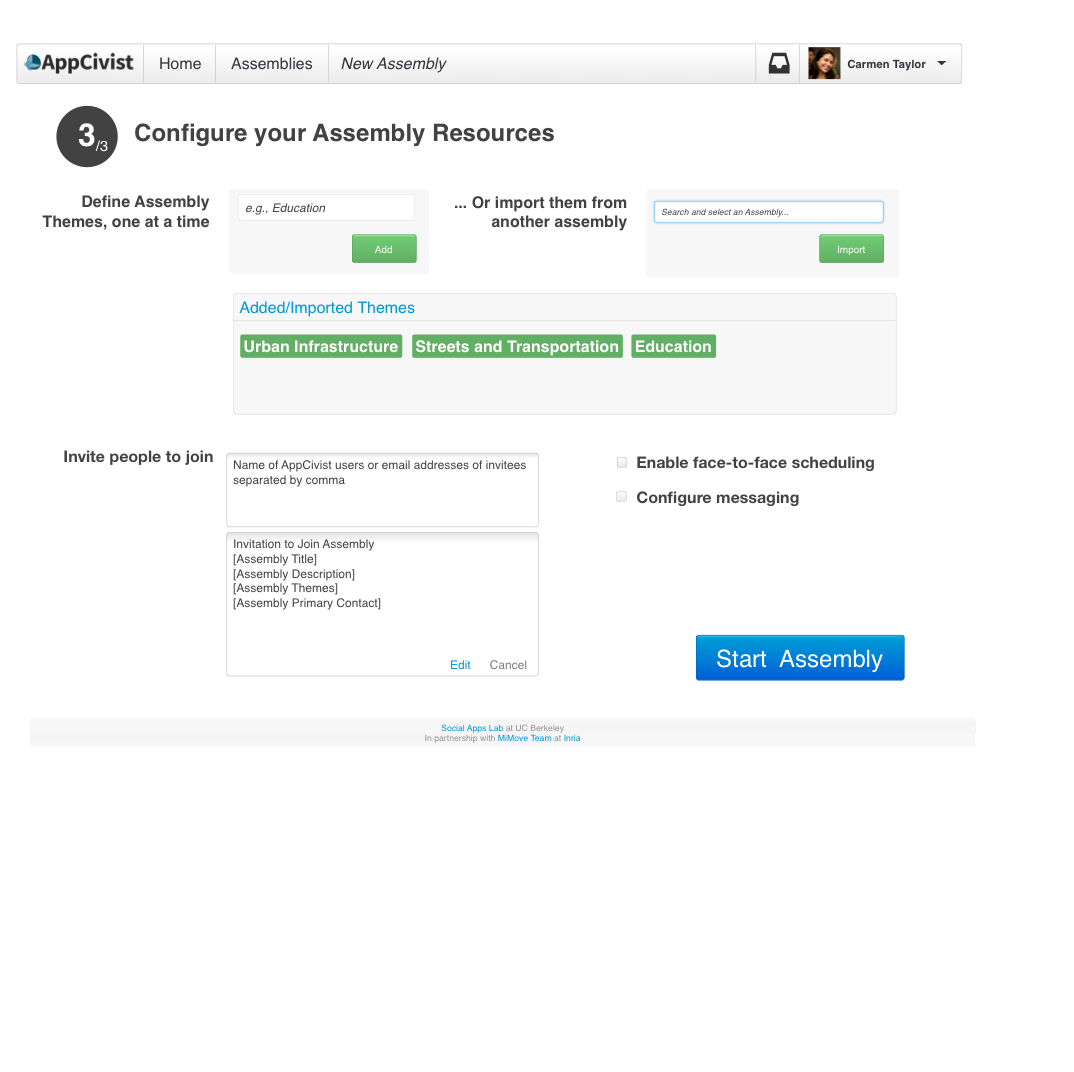 AppCivist
Home
Assemblies
New Assembly
Carmen Taylor
3/3
Configure your Assembly Resources
Define Assembly
Themes, one at a time
e.g., Education
Add
... Or import them from
another assembly
Search and select an Assembly...
Import
Added/Imported Themes
Urban Infrastructure
Streets and Transportation
Education
Invite people to join
Name of AppCivist users or email addresses of invitees
separated by comma
Invitation to Join Assembly
[Assembly Title]
[Assembly Description]
[Assembly Themes]
[Assembly Primary Contact]
Edit
Cancel
Enable face-to-face scheduling
Configure messaging
Start Assembly
Social Apps Lab at UC Berkeley
In partnership with MiMove Team at Inria